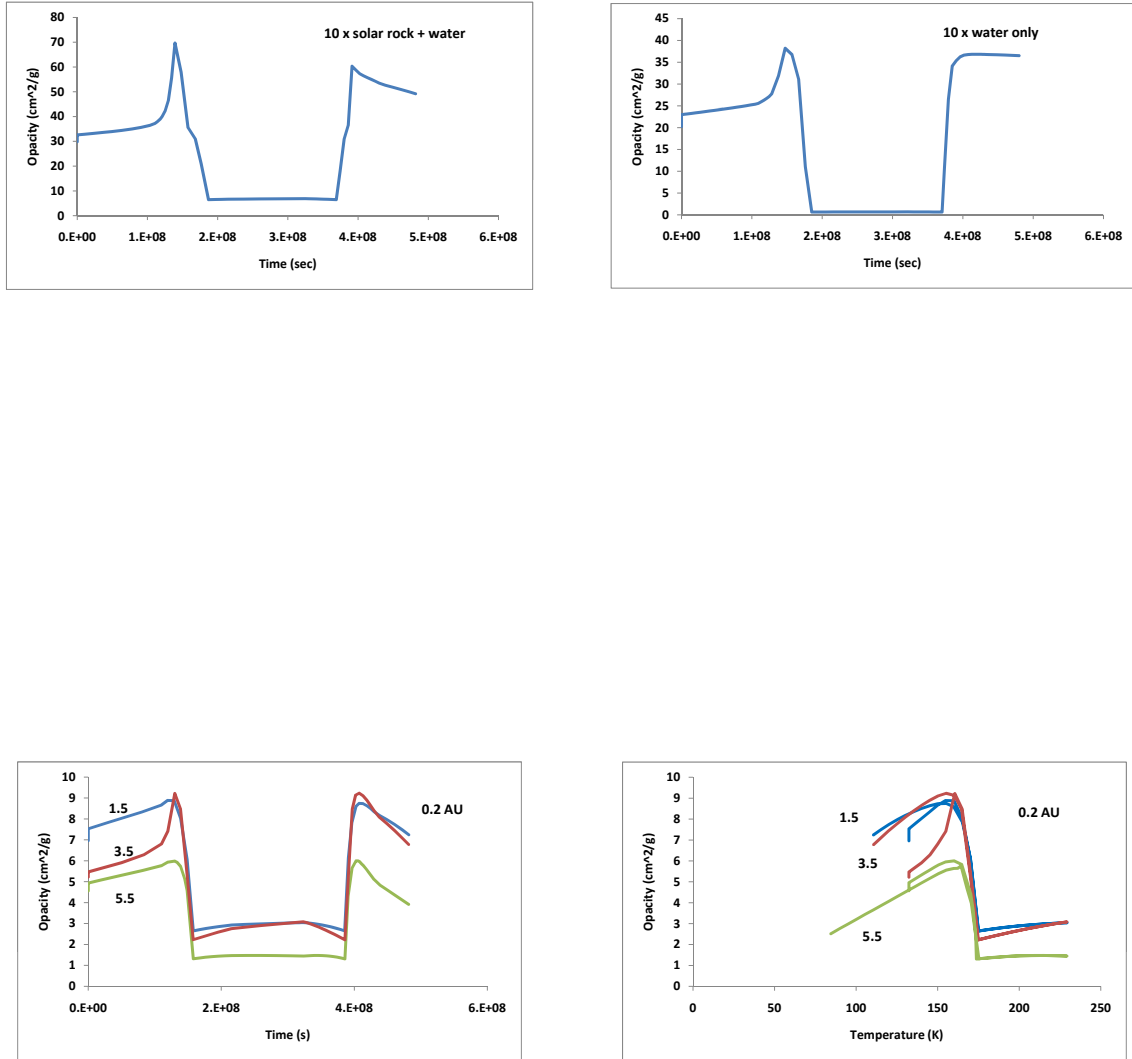 10 x solar rock + water
Opacity (cm^2/g)
80
70
60
50
40
30
20
10
0
0.E+00 1.E+08 2.E+08 3.E+08 4.E+08 5.E+08 6.E+08
Time (sec)
10 x water only
Opacity (cm^2/g)
45
40
35
30
25
20
15
10
5
0
0.E+00 1.E+08 2.E+08 3.E+08 4.E+08 5.E+08 6.E+08
Time (sec)
Opacity (cm^2/g)
10
9
8
7
6
5
4
3
2
1
0
1.5
3.5
5.5
0.2 AU
0.E+00 2.E+08 4.E+08 6.E+08
Time (s)
Opacity (cm^2/g)
10
9
8
7
6
5
4
3
2
1
0
0.2 AU
1.5
3.5
5.5
0 50 100 150 200 250
Temperature (K)